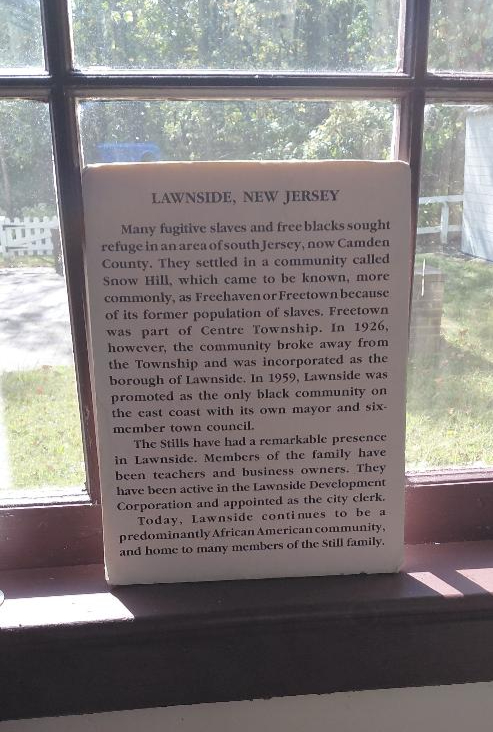 LAWNSIDE, NEW JERSEY
Many fugitive slaves and free blacks sought
refuge in an area of south Jersey, now Camden
County. They settled in a community called
Snow Hill, which came to be known, more
commonly, as Freehaven or Freetown because
of its former population of slaves. Freetown
was part of Centre Township. In 1926,
however, the community broke away from
the Township and was incorporated as the
borough of Lawnside. In 1959, Lawnside was
promoted as the only black community on
the east coast with its own mayor and six-
member town council.
The Stills have had a remarkable presence
in Lawnside. Members of the family have
been teachers and business owners. They
have been active in the Lawnside Development
Corporation and appointed as the city clerk.
Today, Lawnside continues to be a
predominantly African American community,
and home to many members of the Still family.